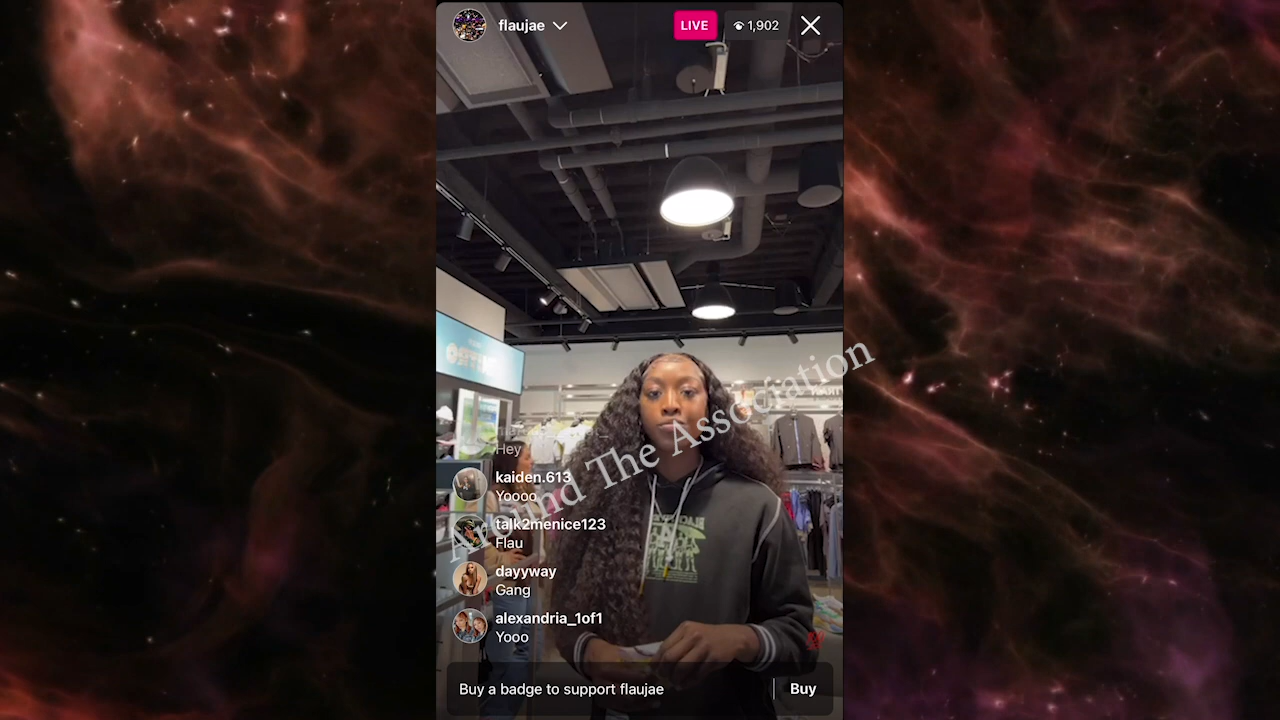 flaujae
LIVE
1,902
Hey
kaiden.613
Yoooo
talk2menice123
Flau
dayyway
Gang
alexandria_1of1
Yooo
Around The Association
Buy a badge to support flaujae
Buy